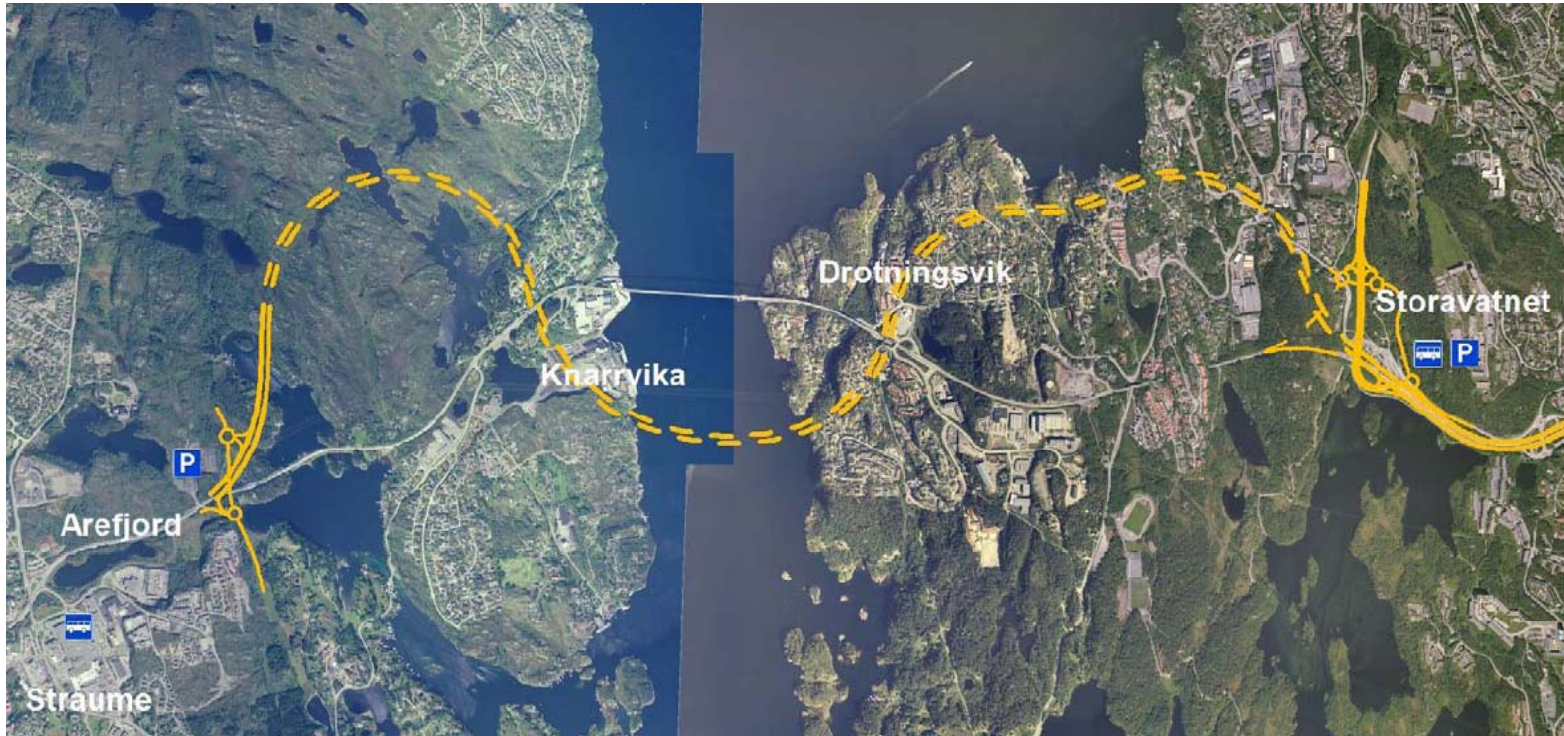 Drotningsvik
Storavatnet
P
Knarrvika
P
Arefjord
Straume